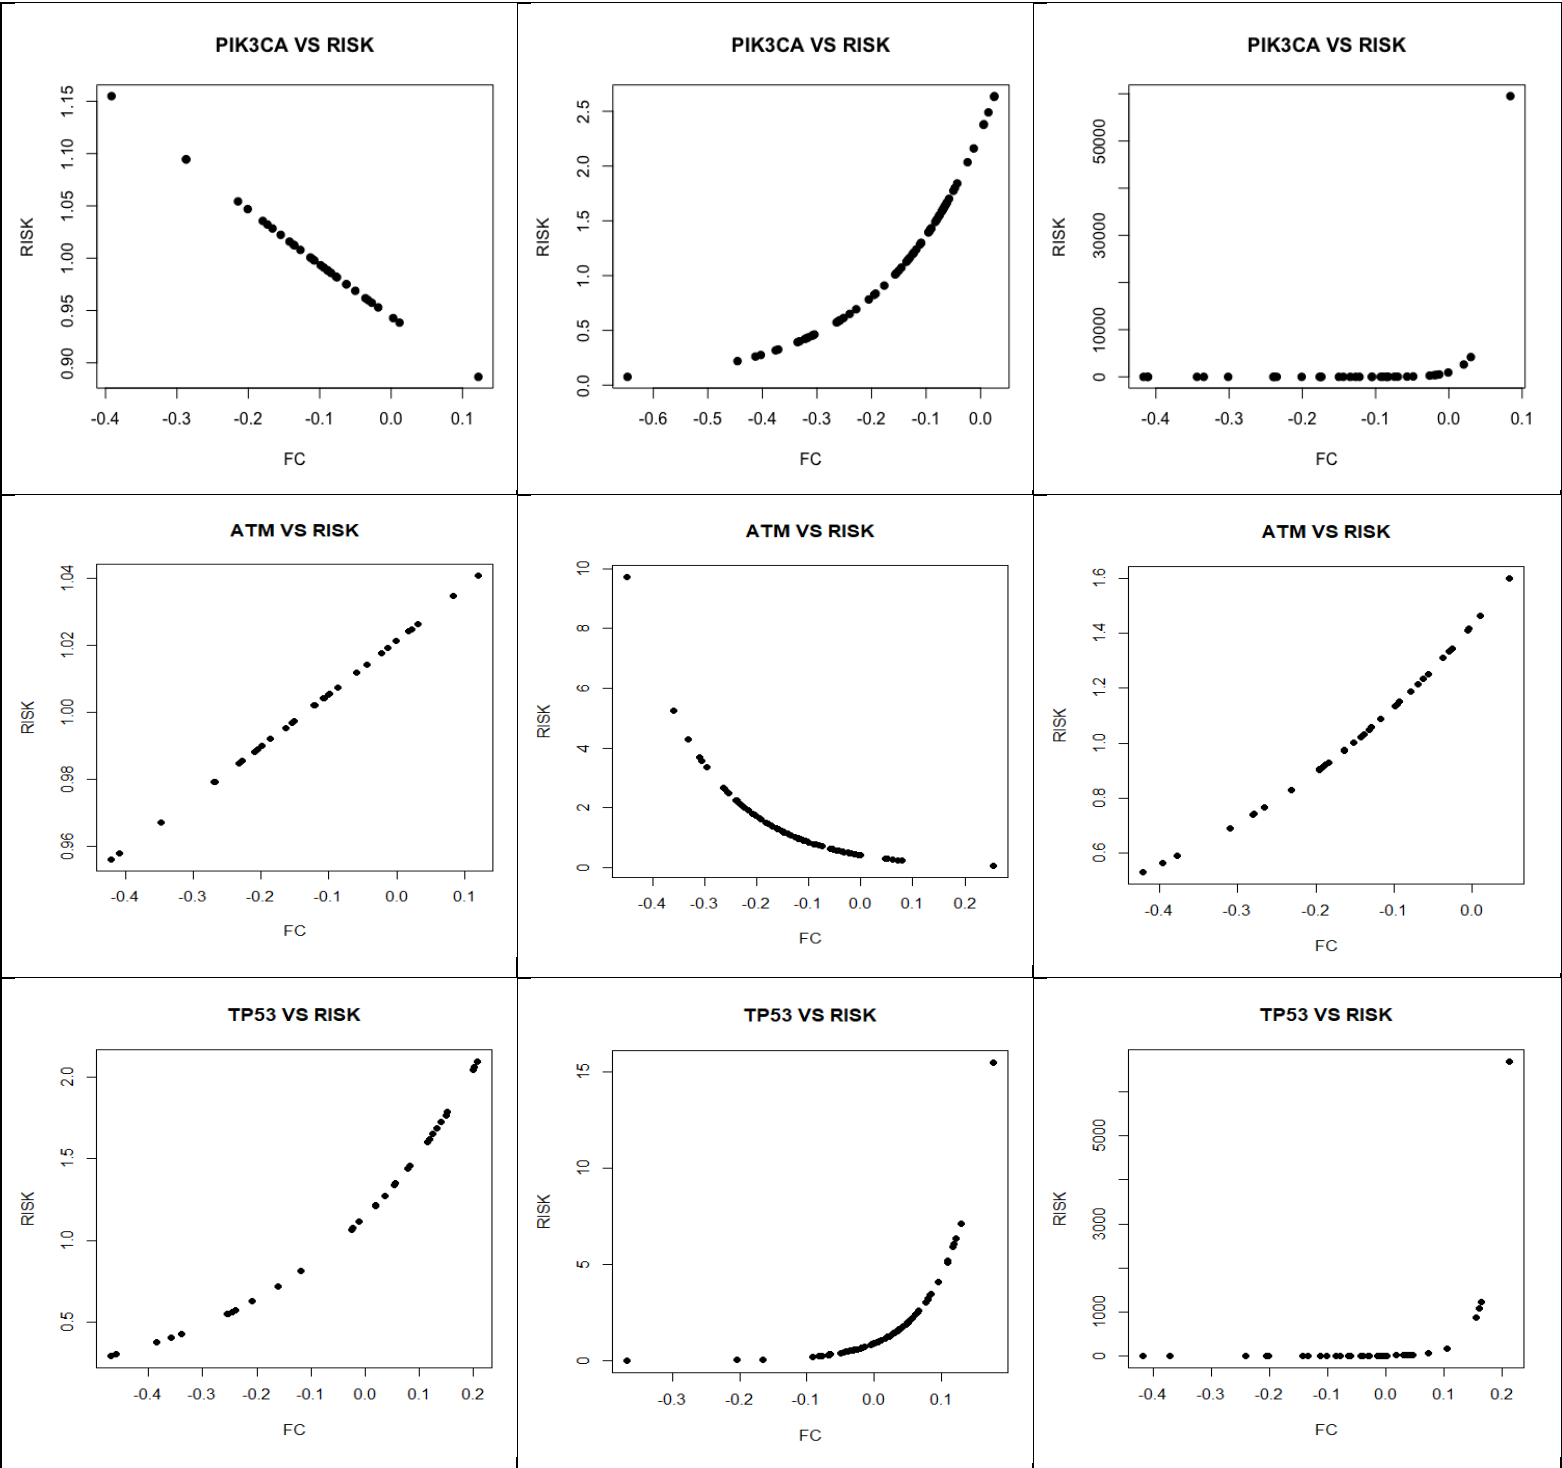 PIK3CA VS RISK
RISK
1.15
1.10
1.05
1.00
0.95
0.90
-0.4 -0.3 -0.2 -0.1 0.0 0.1
FC
PIK3CA VS RISK
RISK
2.5
2.0
1.5
1.0
0.5
0.0
-0.6 -0.5 -0.4 -0.3 -0.2 -0.1 0.0
FC
PIK3CA VS RISK
RISK
50000
30000
10000
0
-0.4 -0.3 -0.2 -0.1 0.0 0.1
FC
ATM VS RISK
RISK
1.04
1.02
1.00
0.98
0.96
-0.4 -0.3 -0.2 -0.1 0.0 0.1
FC
ATM VS RISK
RISK
10
8
6
4
2
0
-0.4 -0.3 -0.2 -0.1 0.0 0.1 0.2
FC
ATM VS RISK
RISK
1.6
1.4
1.2
1.0
0.8
0.6
-0.4 -0.3 -0.2 -0.1 0.0
FC
TP53 VS RISK
RISK
2.0
1.5
1.0
0.5
-0.4 -0.3 -0.2 -0.1 0.0 0.1 0.2
FC
TP53 VS RISK
RISK
15
10
5
0
-0.3 -0.2 -0.1 0.0 0.1
FC
TP53 VS RISK
RISK
5000
3000
1000
0
-0.4 -0.3 -0.2 -0.1 0.0 0.1 0.2
FC